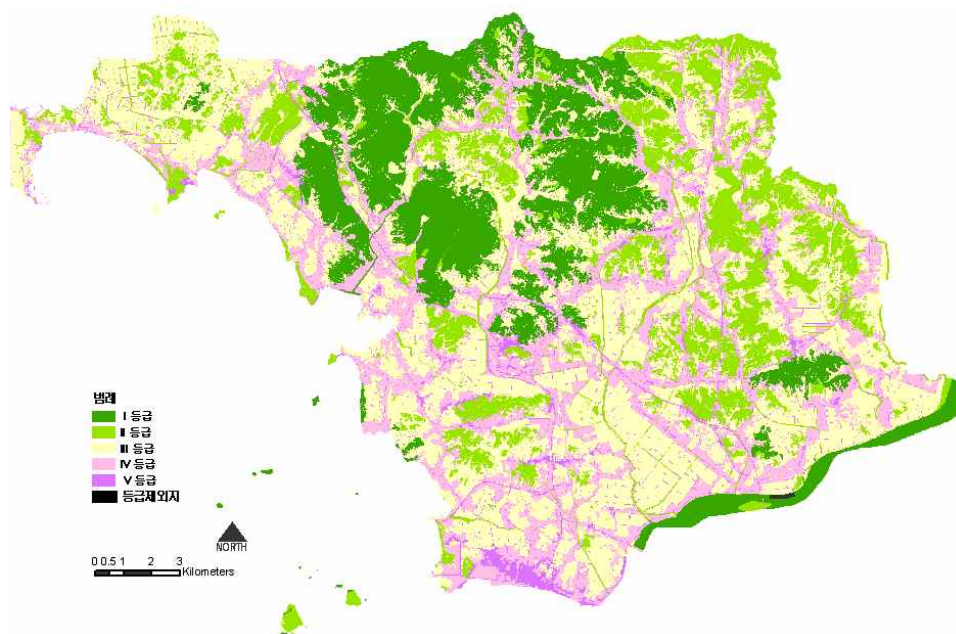 범례
I 등급
II 등급
III 등급
IV 등급
V 등급
등급제외지
NORTH
0 0.5 1 2 3
Kilometers